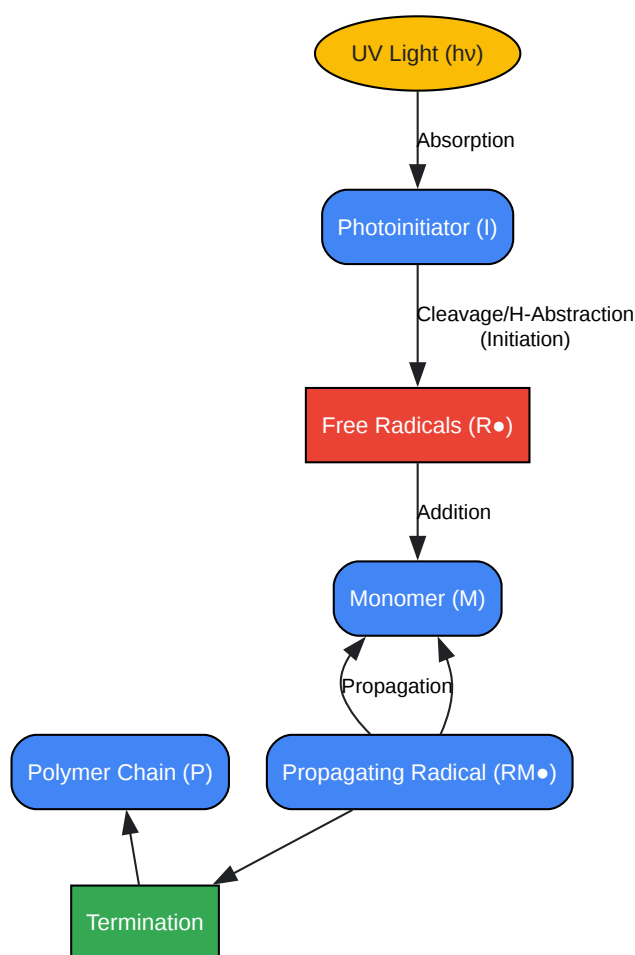 UV Light (hν)
Absorption
Photoinitiator (I)
Cleavage/H-Abstraction
(Initiation)
Free Radicals (R●)
Addition
Monomer (M)
Propagation
Polymer Chain (P)
Propagating Radical (RM●)
Termination